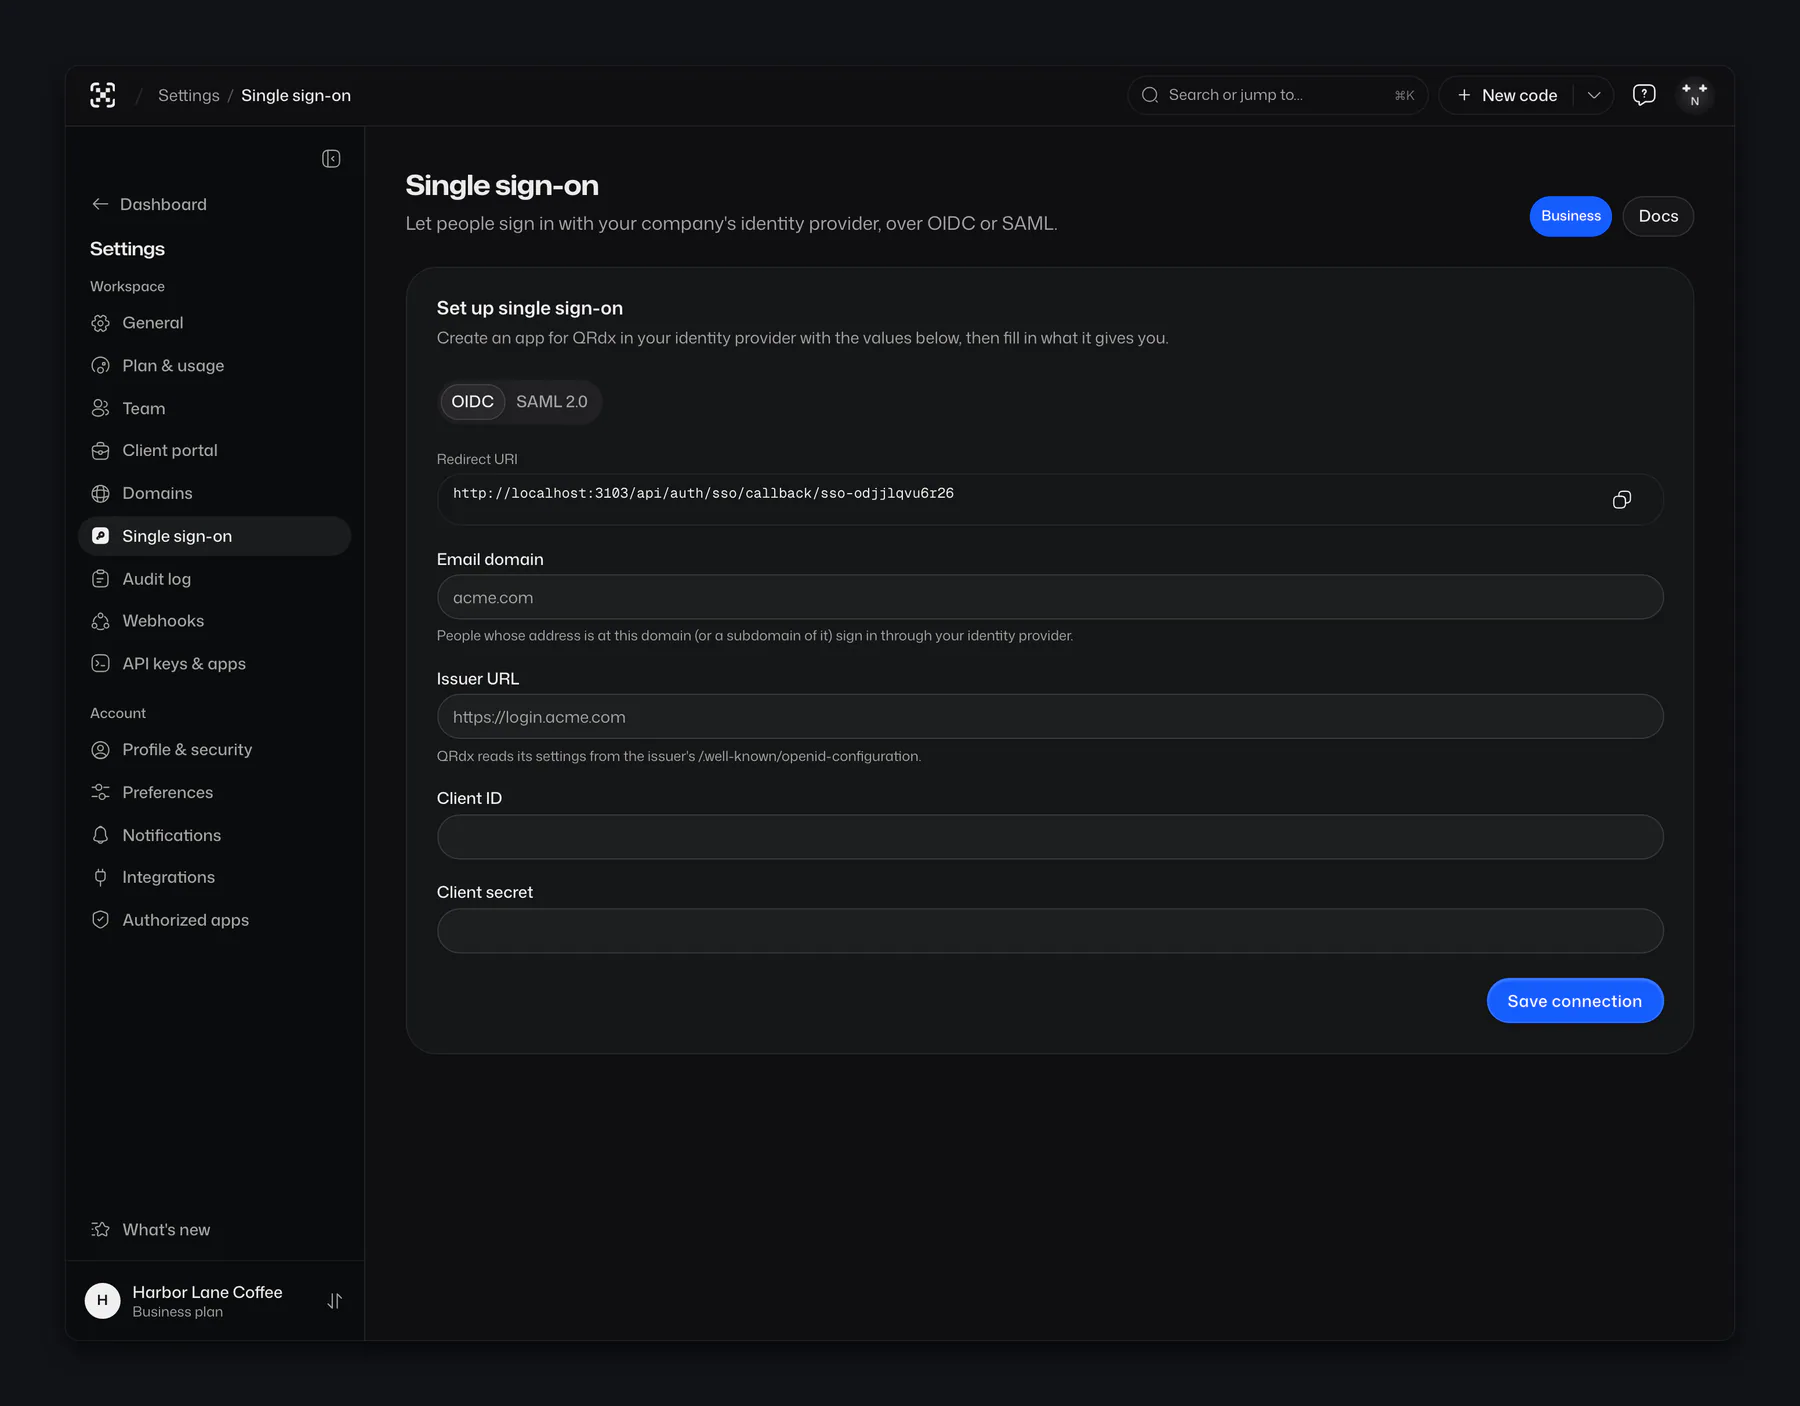 Settings / Single sign-on
Search or jump to...
⌘K
New code
N
Dashboard
Settings
Workspace
General
Plan & usage
Team
Client portal
Domains
Single sign-on
Audit log
Webhooks
API keys & apps
Account
Profile & security
Preferences
Notifications
Integrations
Authorized apps
What's new
H
Harbor Lane Coffee
Business plan
Single sign-on
Let people sign in with your company's identity provider, over OIDC or SAML.
Business
Docs
Set up single sign-on
Create an app for QRdx in your identity provider with the values below, then fill in what it gives you.
OIDC
SAML 2.0
Redirect URI
http://localhost:3103/api/auth/sso/callback/sso-odjjlqvu6r26
Email domain
acme.com
People whose address is at this domain (or a subdomain of it) sign in through your identity provider.
Issuer URL
https://login.acme.com
QRdx reads its settings from the issuer's /.well-known/openid-configuration.
Client ID
Client secret
Save connection